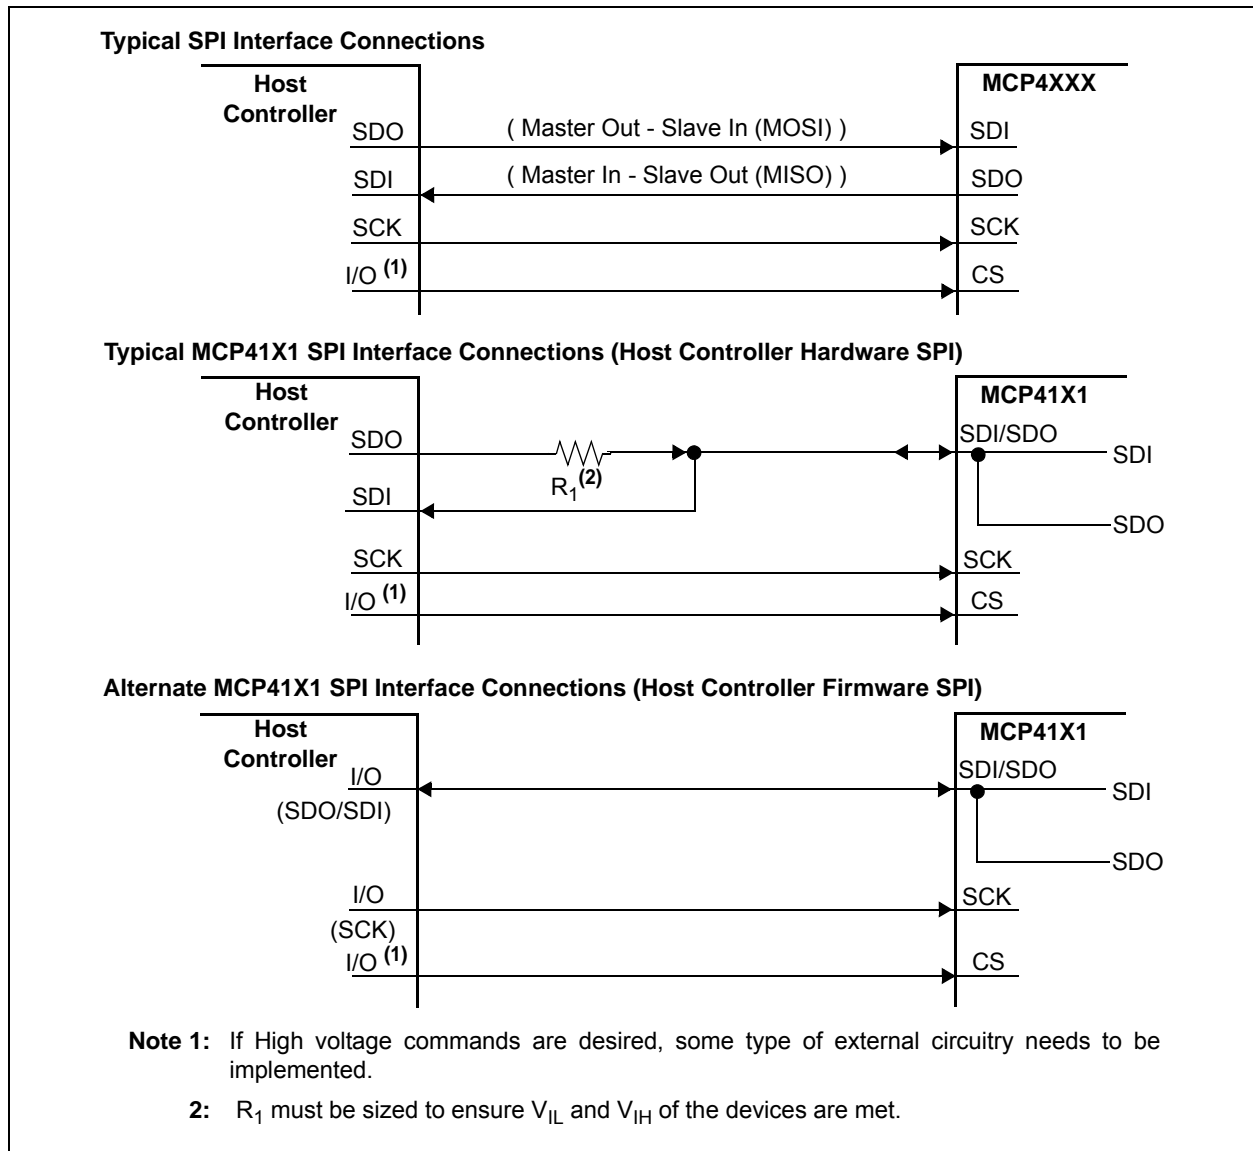 Typical SPI Interface Connections
Host
Controller
MCP4XXX
SDO
( Master Out - Slave In (MOSI) )
SDI
SDI
( Master In - Slave Out (MISO) )
SDO
SCK
SCK
I/O (1)
CS
Typical MCP41X1 SPI Interface Connections (Host Controller Hardware SPI)
Host
Controller
MCP41X1
SDO
SDI/SDO
SDI
R1(2)
SDI
SDO
SCK
SCK
I/O (1)
CS
Alternate MCP41X1 SPI Interface Connections (Host Controller Firmware SPI)
Host
Controller
MCP41X1
I/O
(SDO/SDI)
SDI/SDO
SDI
SDO
I/O
(SCK)
SCK
I/O (1)
CS
Note 1: If High voltage commands are desired, some type of external circuitry needs to be
implemented.
2: R1 must be sized to ensure VIL and VIH of the devices are met.